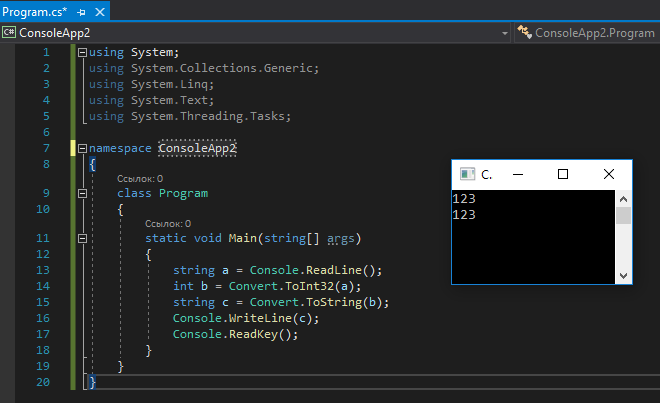 Program.cs*
ConsoleApp2
ConsoleApp2.Program
1 using System;
2 using System.Collections.Generic;
3 using System.Linq;
4 using System.Text;
5 using System.Threading.Tasks;
6
7 namespace ConsoleApp2
8 {
Ссылок: 0
9 class Program
10 {
Ссылок: 0
11 static void Main(string[] args)
12 {
13 string a = Console.ReadLine();
14 int b = Convert.ToInt32(a);
15 string c = Convert.ToString(b);
16 Console.WriteLine(c);
17 Console.ReadKey();
18 }
19 }
20 }
C.
123
123